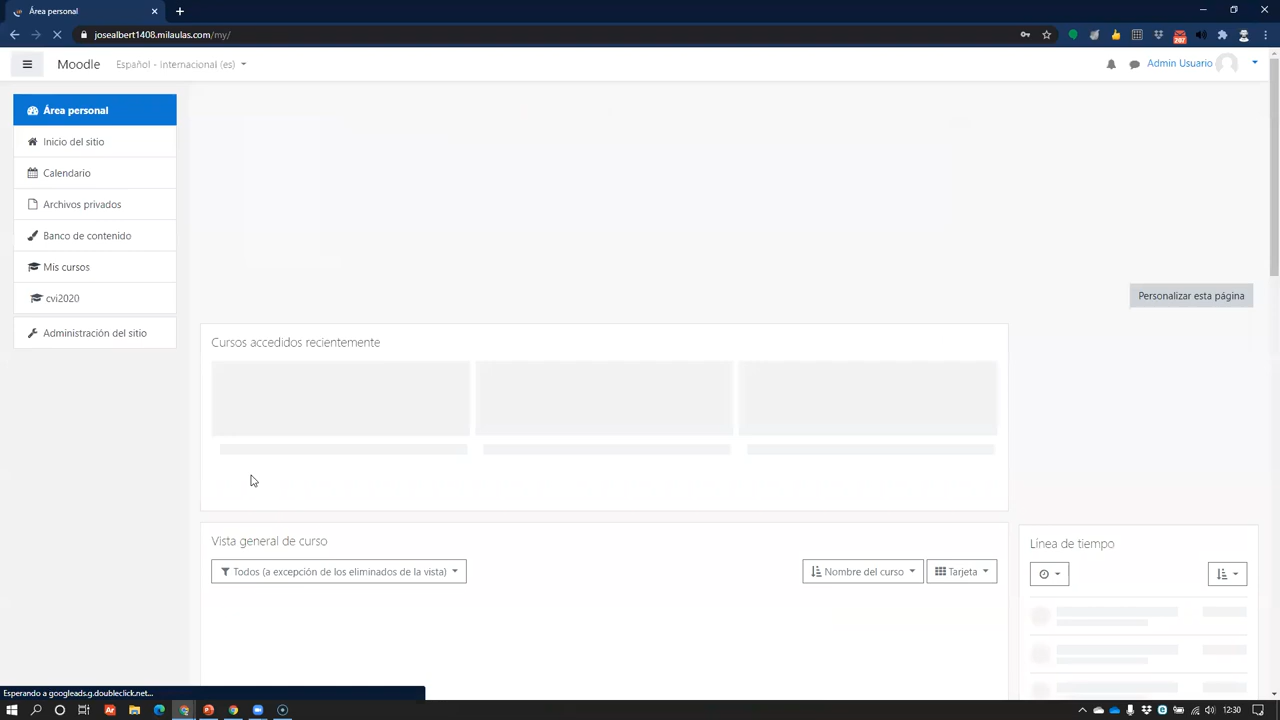 Área personal
josealbert1408.milaulas.com/my/
Moodle
Español - Internacional (es)
Admin Usuario
Área personal
Inicio del sitio
Calendario
Archivos privados
Banco de contenido
Mis cursos
cvi2020
Administración del sitio
Personalizar esta página
Cursos accedidos recientemente
Vista general de curso
Todos (a excepción de los eliminados de la vista)
Nombre del curso
Tarjeta
Línea de tiempo
Esperando a googleads.g.doubleclick.net...
12:30